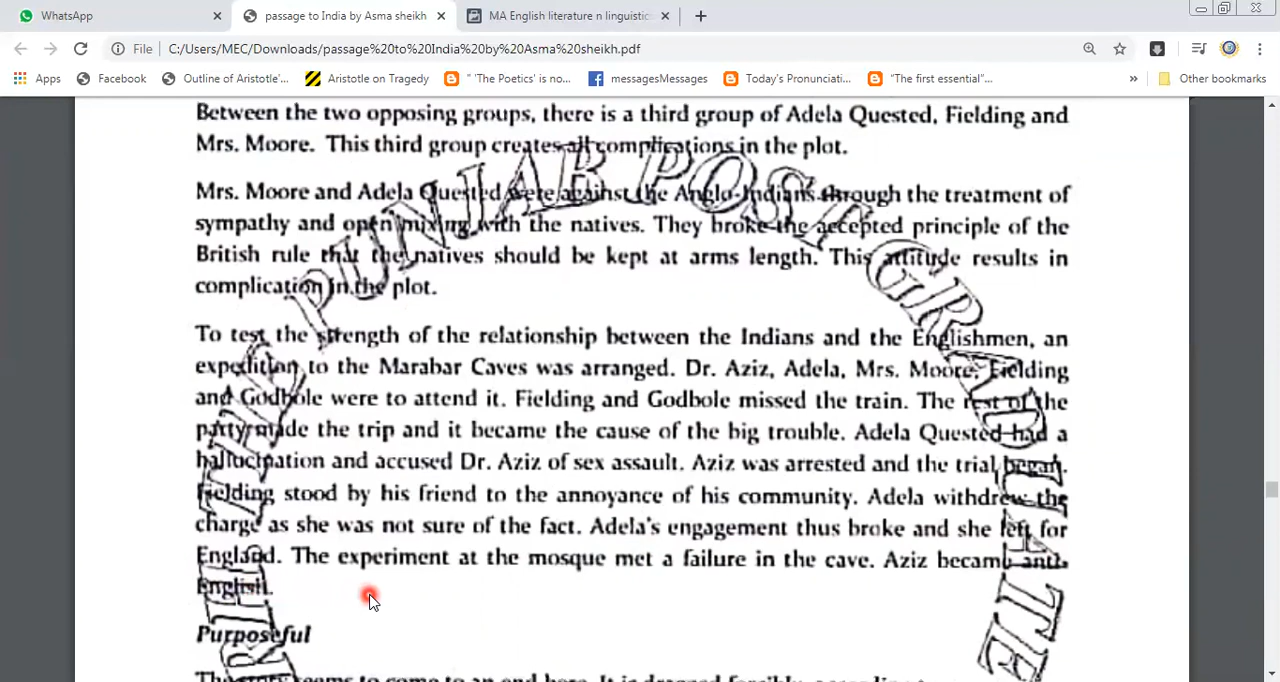 WhatsApp
passage to India by Asma sheikh
MA English literature n linguistic
File | C:/Users/MEC/Downloads/passage%20to%20India%20by%20Asma%20sheikh.pdf
Apps Facebook Outline of Aristotle'... Aristotle on Tragedy " 'The Poetics' is no... messagesMessages Today's Pronunciati... "The first essential"... » Other bookmarks
Between the two opposing groups, there is a third group of Adela Quested, Fielding and
Mrs. Moore. This third group creates all complications in the plot.
Mrs. Moore and Adela Quested were against the Anglo-Indians through the treatment of
sympathy and open mixing with the natives. They broke the accepted principle of the
British rule that the natives should be kept at arms length. This attitude results in
complication in the plot.
To test the strength of the relationship between the Indians and the Englishmen, an
expedition to the Marabar Caves was arranged. Dr. Aziz, Adela, Mrs. Moore, Fielding
and Godbole were to attend it. Fielding and Godbole missed the train. The rest of the
party made the trip and it became the cause of the big trouble. Adela Quested had a
hallucination and accused Dr. Aziz of sex assault. Aziz was arrested and the trial began.
Fielding stood by his friend to the annoyance of his community. Adela withdrew the
charge as she was not sure of the fact. Adela's engagement thus broke and she left for
England. The experiment at the mosque met a failure in the cave. Aziz became anti-
English.
Purposeful
PUNJAB POST GRADUATE